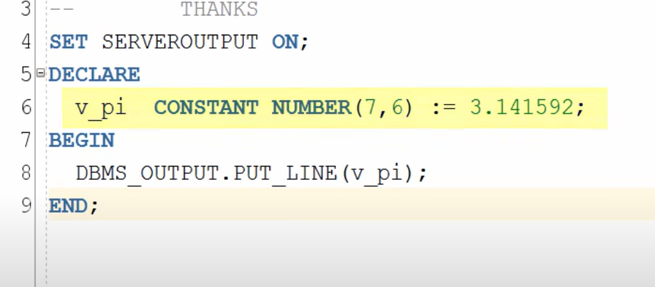 3 -- THANKS
4 SET SERVEROUTPUT ON;
5 DECLARE
6 v_pi CONSTANT NUMBER(7,6) := 3.141592;
7 BEGIN
8 DBMS_OUTPUT.PUT_LINE(v_pi);
9 END;